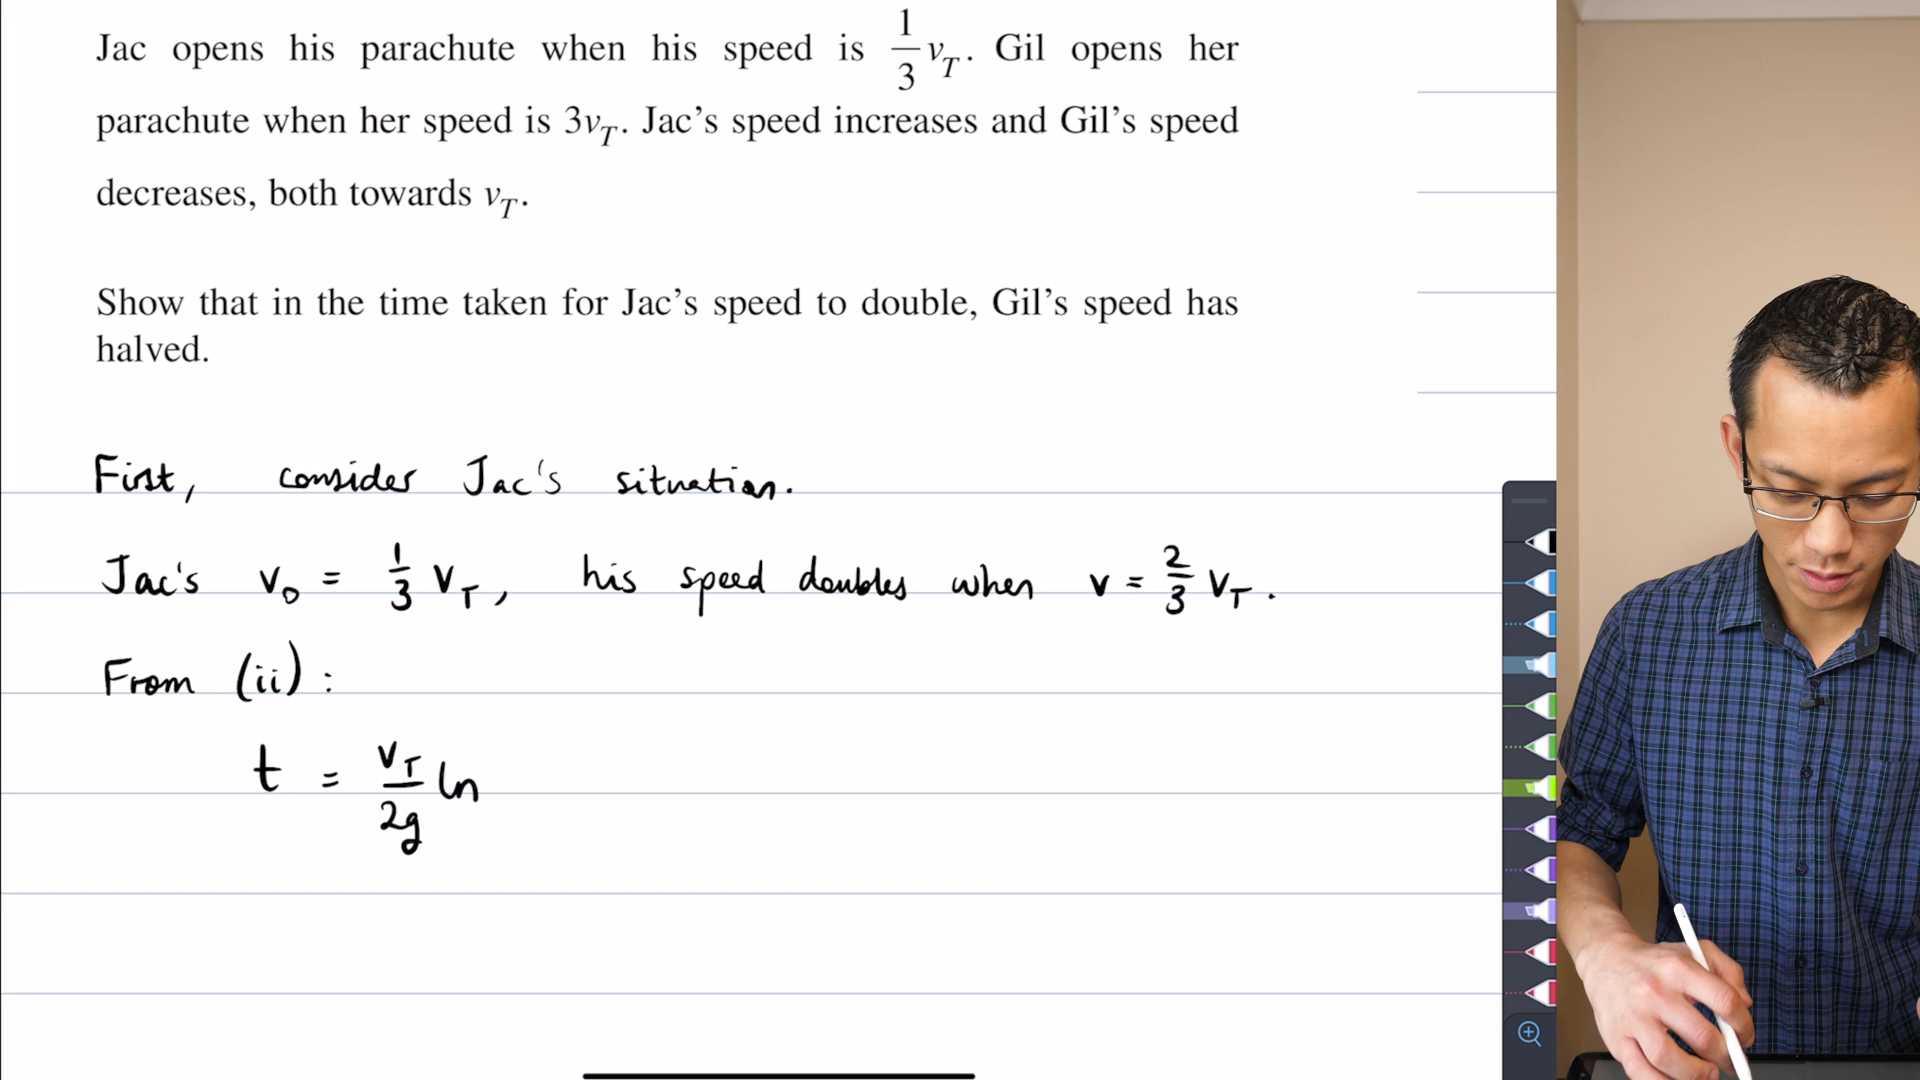 Jac opens his parachute when his speed is 1/3 v_T. Gil opens her
parachute when her speed is 3v_T. Jac's speed increases and Gil's speed
decreases, both towards v_T.
Show that in the time taken for Jac's speed to double, Gil's speed has
halved.
First, consider Jac's situation.
Jac's v_0 = 1/3 v_T, his speed doubles when v = 2/3 v_T.
From (ii):
t = v_T/2g ln